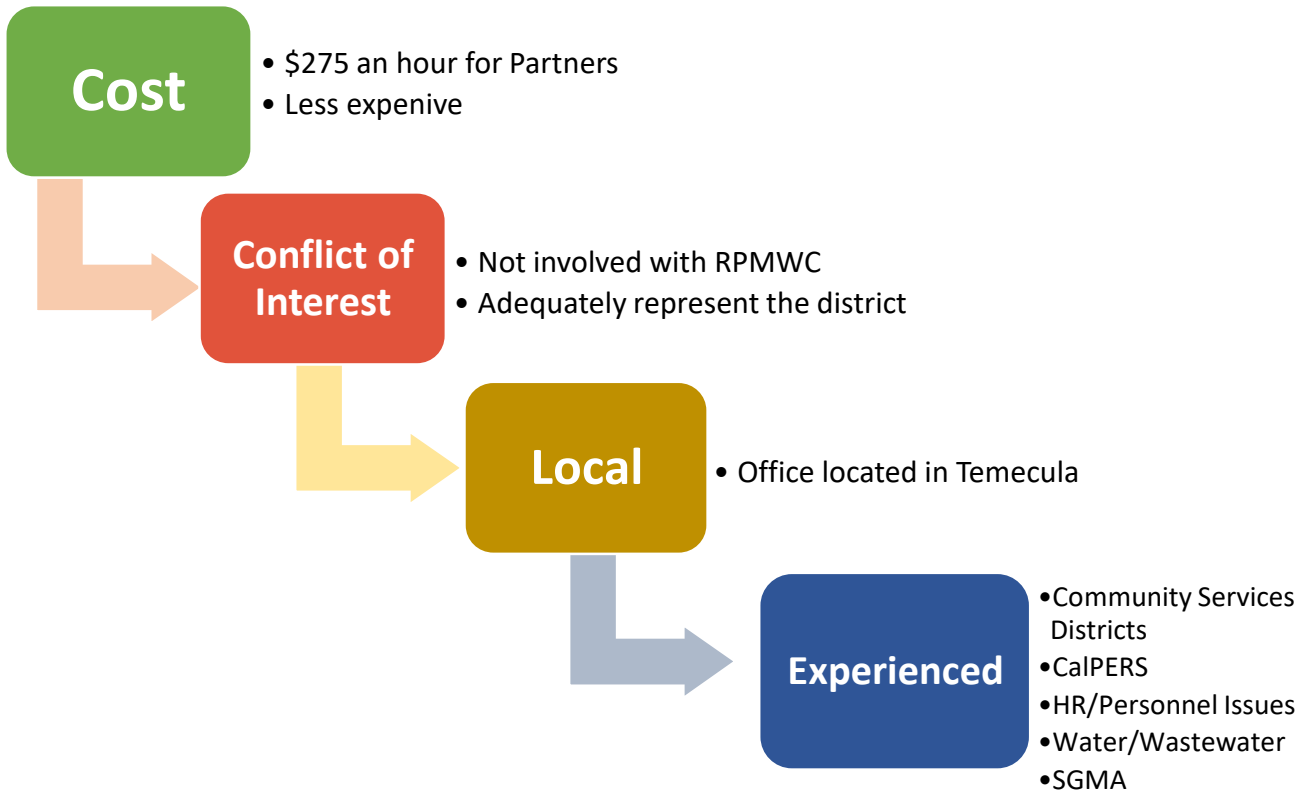 Cost
• $275 an hour for Partners
• Less expenive
Conflict of
Interest
• Not involved with RPMWC
• Adequately represent the district
Local
• Office located in Temecula
Experienced
•Community Services
Districts
•CalPERS
•HR/Personnel Issues
•Water/Wastewater
•SGMA